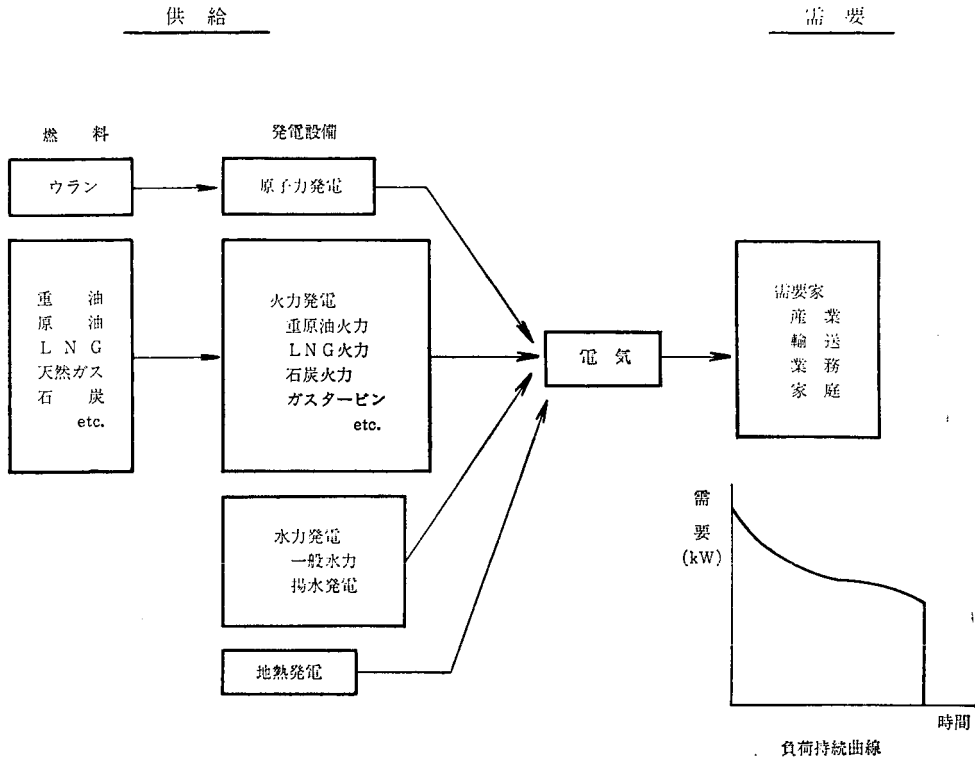 供 給
需 要
燃 料
発電設備
ウラン
原子力発電
重 油
原 油
L N G
天然ガス
石 炭
etc.
火力発電
重原油火力
LNG火力
石炭火力
ガスタービン
etc.
水力発電
一般水力
揚水発電
地熱発電
電 気
需要家
産 業
輸 送
業 務
家 庭
需
要
(kW)
時間
負荷持続曲線